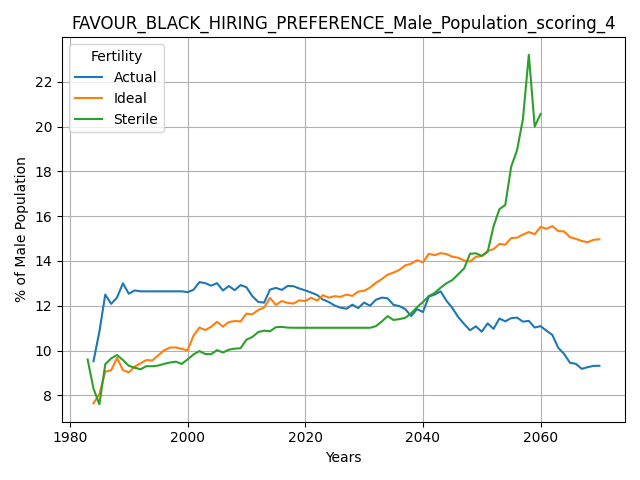 FAVOUR_BLACK_HIRING_PREFERENCE_Male_Population_scoring_4
Fertility
Actual
Ideal
Sterile
% of Male Population
22
20
18
16
14
12
10
8
1980
2000
2020
2040
2060
Years